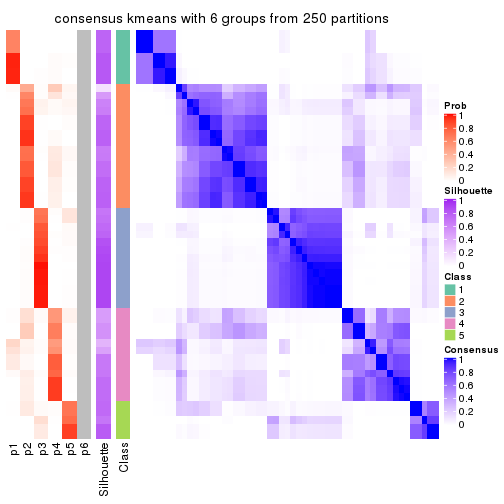 consensus kmeans with 6 groups from 250 partitions
Prob
1
0.8
0.6
0.4
0.2
0
Silhouette
1
0.8
0.6
0.4
0.2
0
Class
1
2
3
4
5
Consensus
1
0.8
0.6
0.4
0.2
0
p1
p2
p3
p4
p5
p6
Silhouette
Class